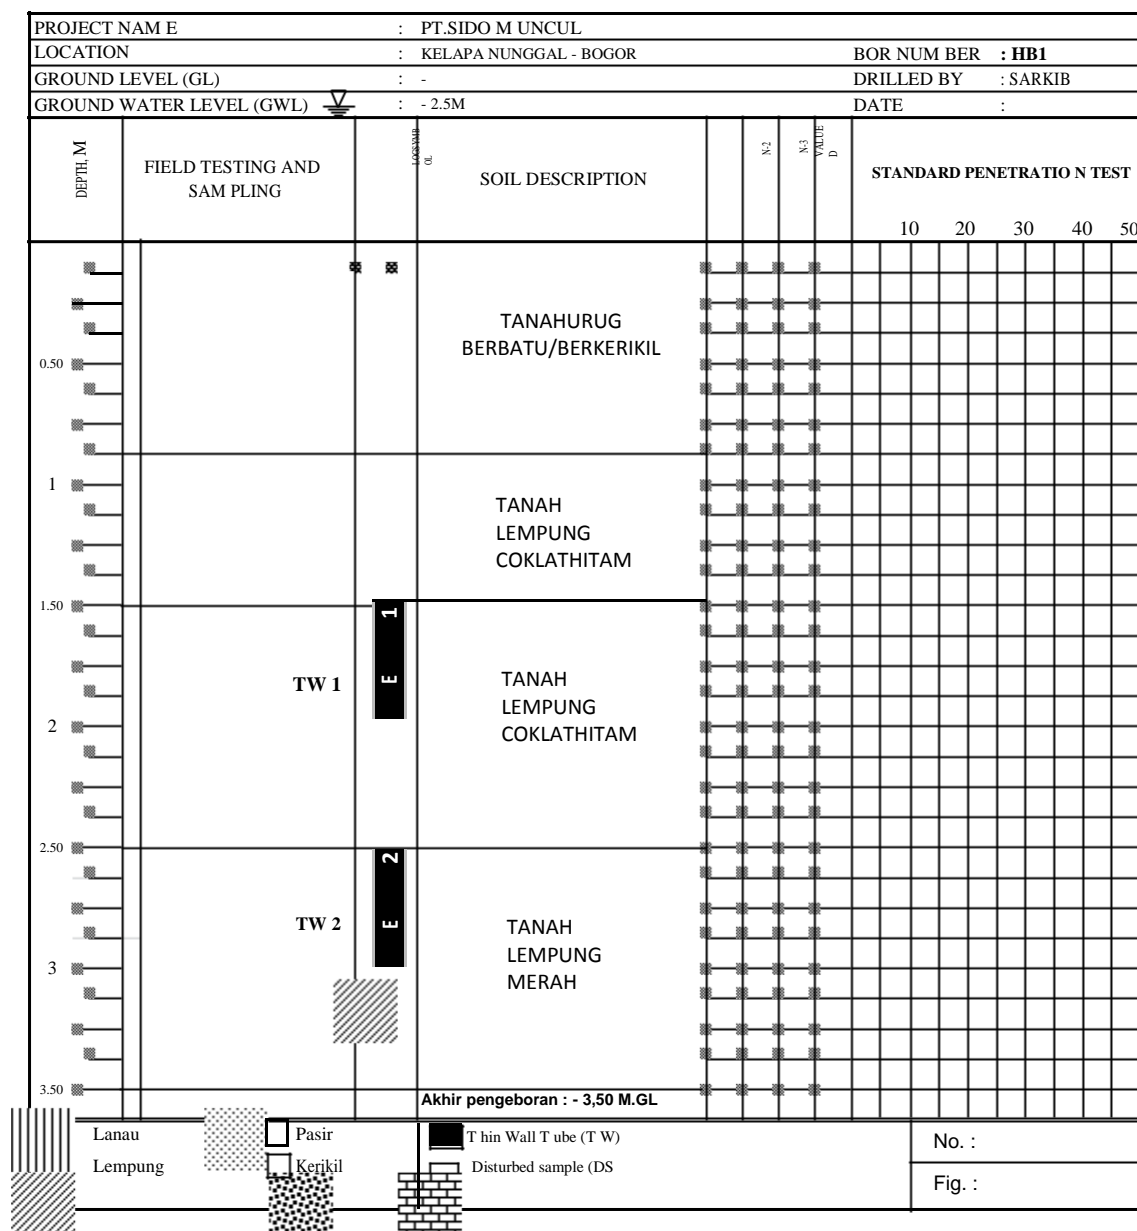 PROJECT NAM E : PT.SIDO M UNCUL
LOCATION : KELAPA NUNGGAL - BOGOR BOR NUM BER : HB1
GROUND LEVEL (GL) : - DRILLED BY : SARKIB
GROUND WATER LEVEL (GWL) : - 2.5M DATE :
DEPTH, M
FIELD TESTING AND
SAM PLING
SOIL DESCRIPTION
N-2
N-3
VALUE
D
STANDARD PENETRATIO N TEST
10 20 30 40 50
TANAHURUG
BERBATU/BERKERIKIL
0.50
1
TANAH
LEMPUNG
COKLATHITAM
1.50
E 1
TW 1
TANAH
LEMPUNG
COKLATHITAM
2
2.50
E 2
TW 2
TANAH
LEMPUNG
MERAH
3
3.50
Akhir pengeboran : - 3,50 M.GL
Lanau Pasir T hin Wall T ube (T W)
Lempung Kerikil Disturbed sample (DS
No. :
Fig. :